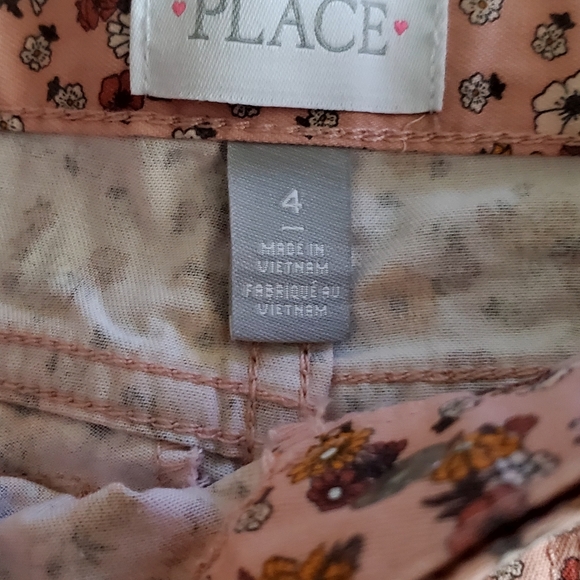 PLACE
4
MADE IN
VIETNAM
FABRIQUÉ AU
VIETNAM